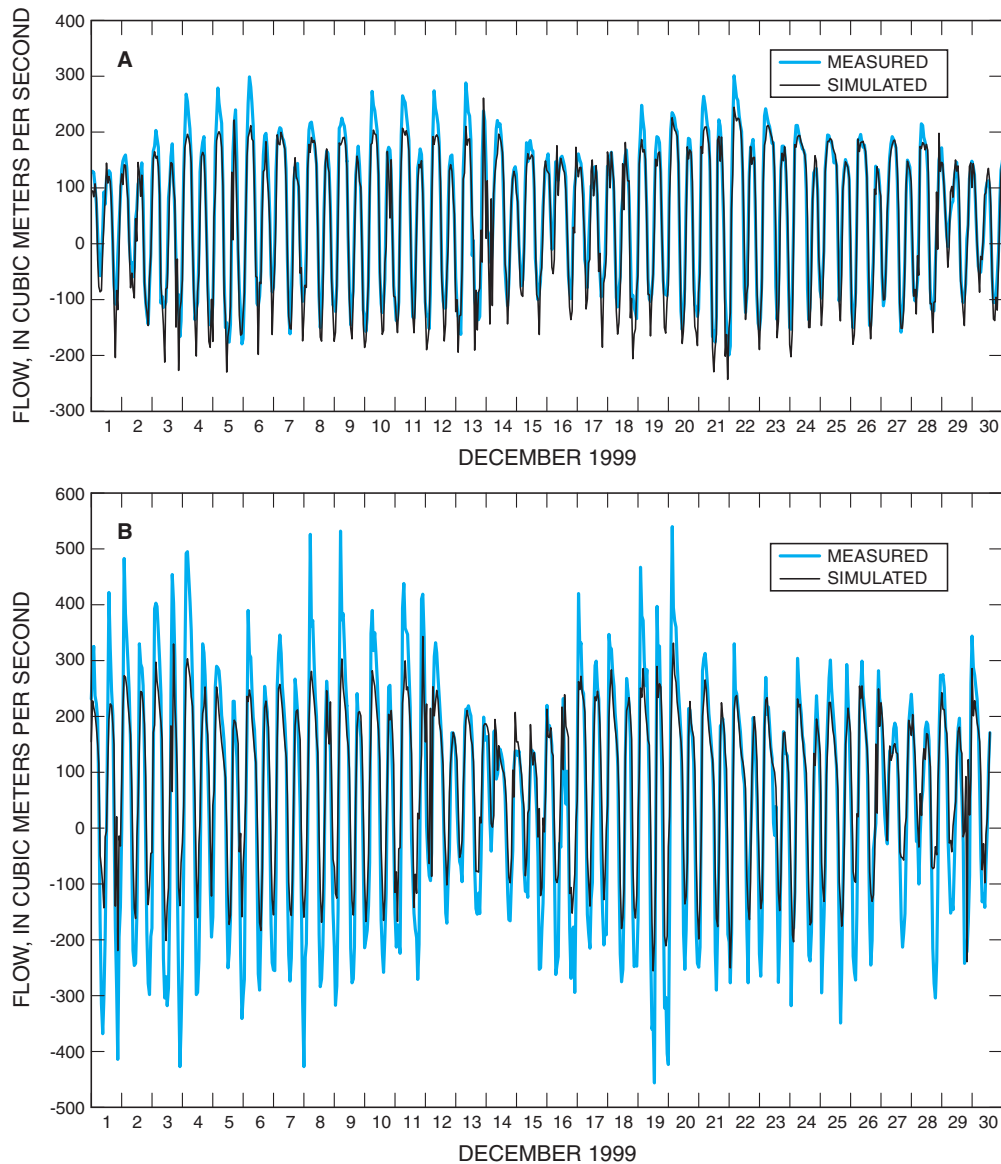 A
MEASURED
SIMULATED
FLOW, IN CUBIC METERS PER SECOND
400
300
200
100
0
-100
-200
-300
1 2 3 4 5 6 7 8 9 10 11 12 13 14 15 16 17 18 19 20 21 22 23 24 25 26 27 28 29 30
DECEMBER 1999
B
MEASURED
SIMULATED
FLOW, IN CUBIC METERS PER SECOND
600
500
400
300
200
100
0
-100
-200
-300
-400
-500
1 2 3 4 5 6 7 8 9 10 11 12 13 14 15 16 17 18 19 20 21 22 23 24 25 26 27 28 29 30
DECEMBER 1999